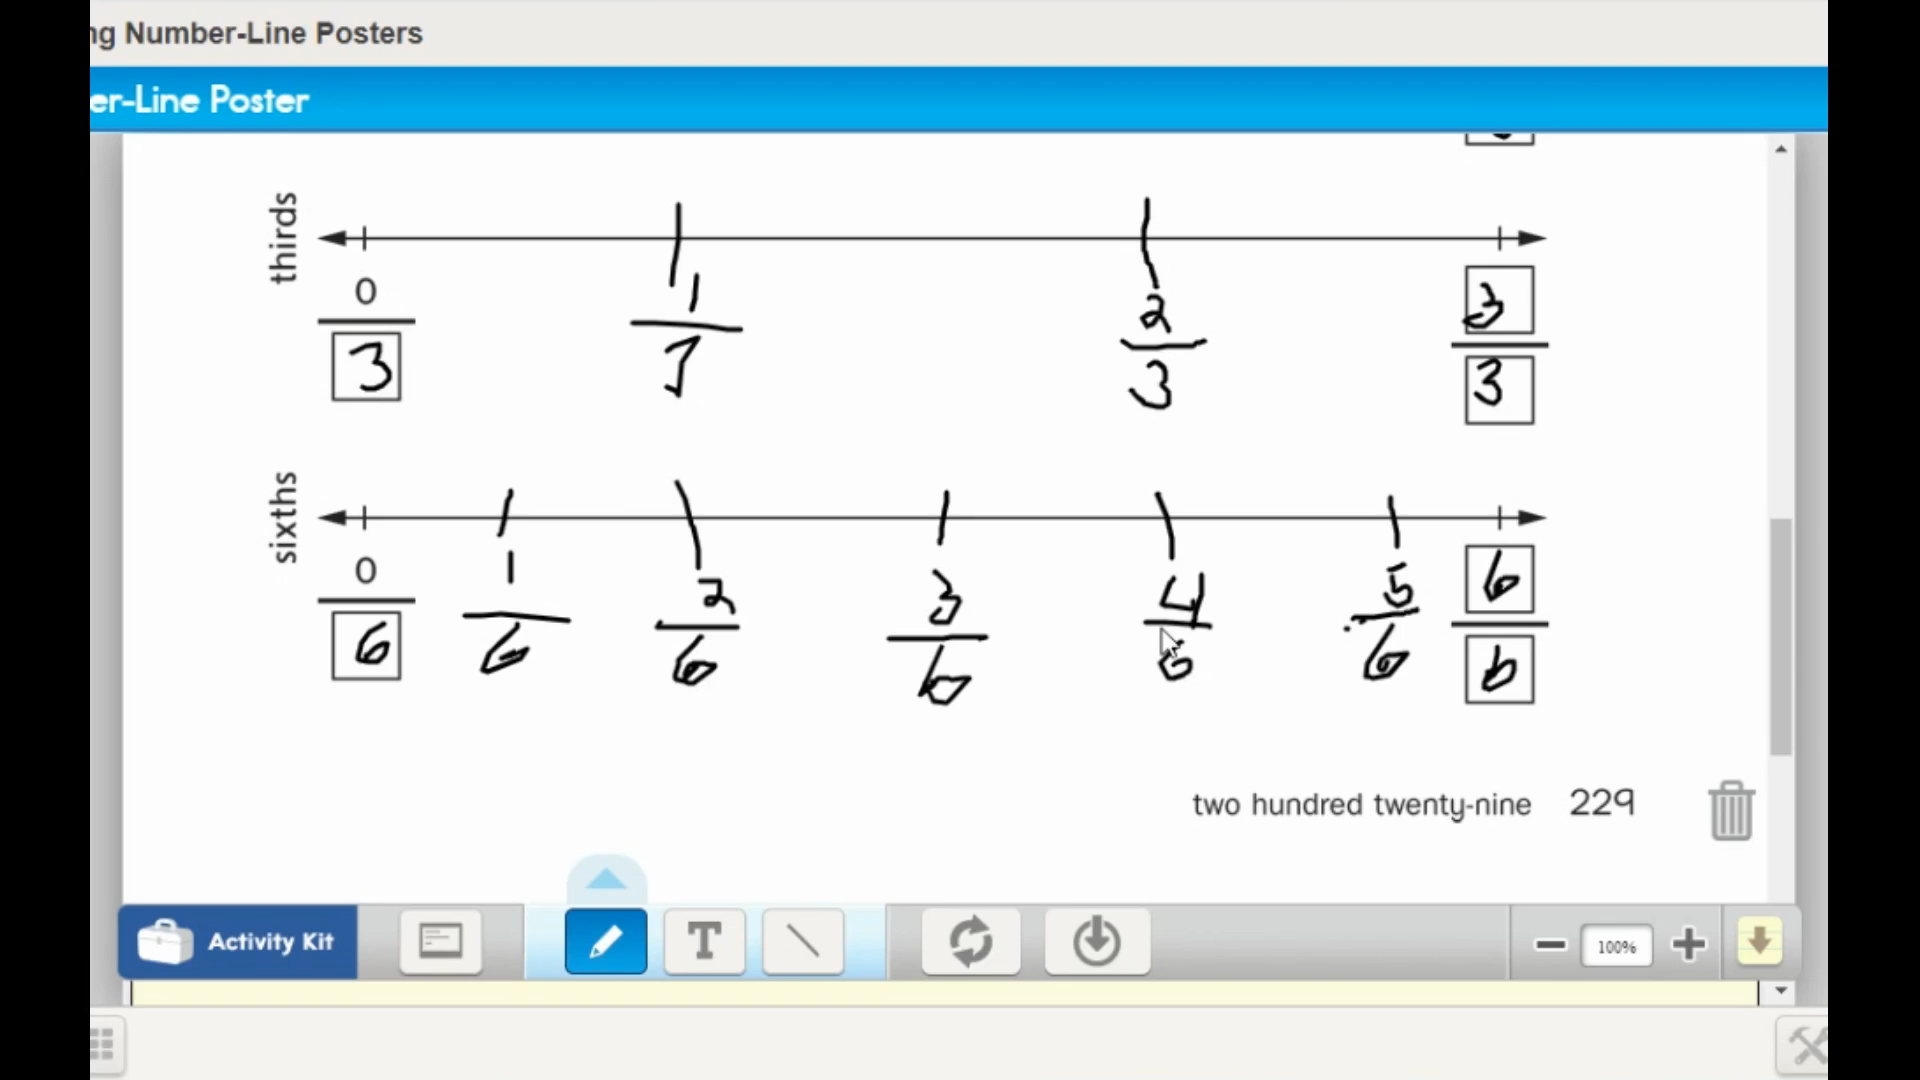 ng Number-Line Posters
er-Line Poster
thirds
0 1 2 3
3 3 3 3
sixths
0 1 2 3 4 5 6
6 6 6 6 6 6 6
two hundred twenty-nine 229
Activity Kit T 100%